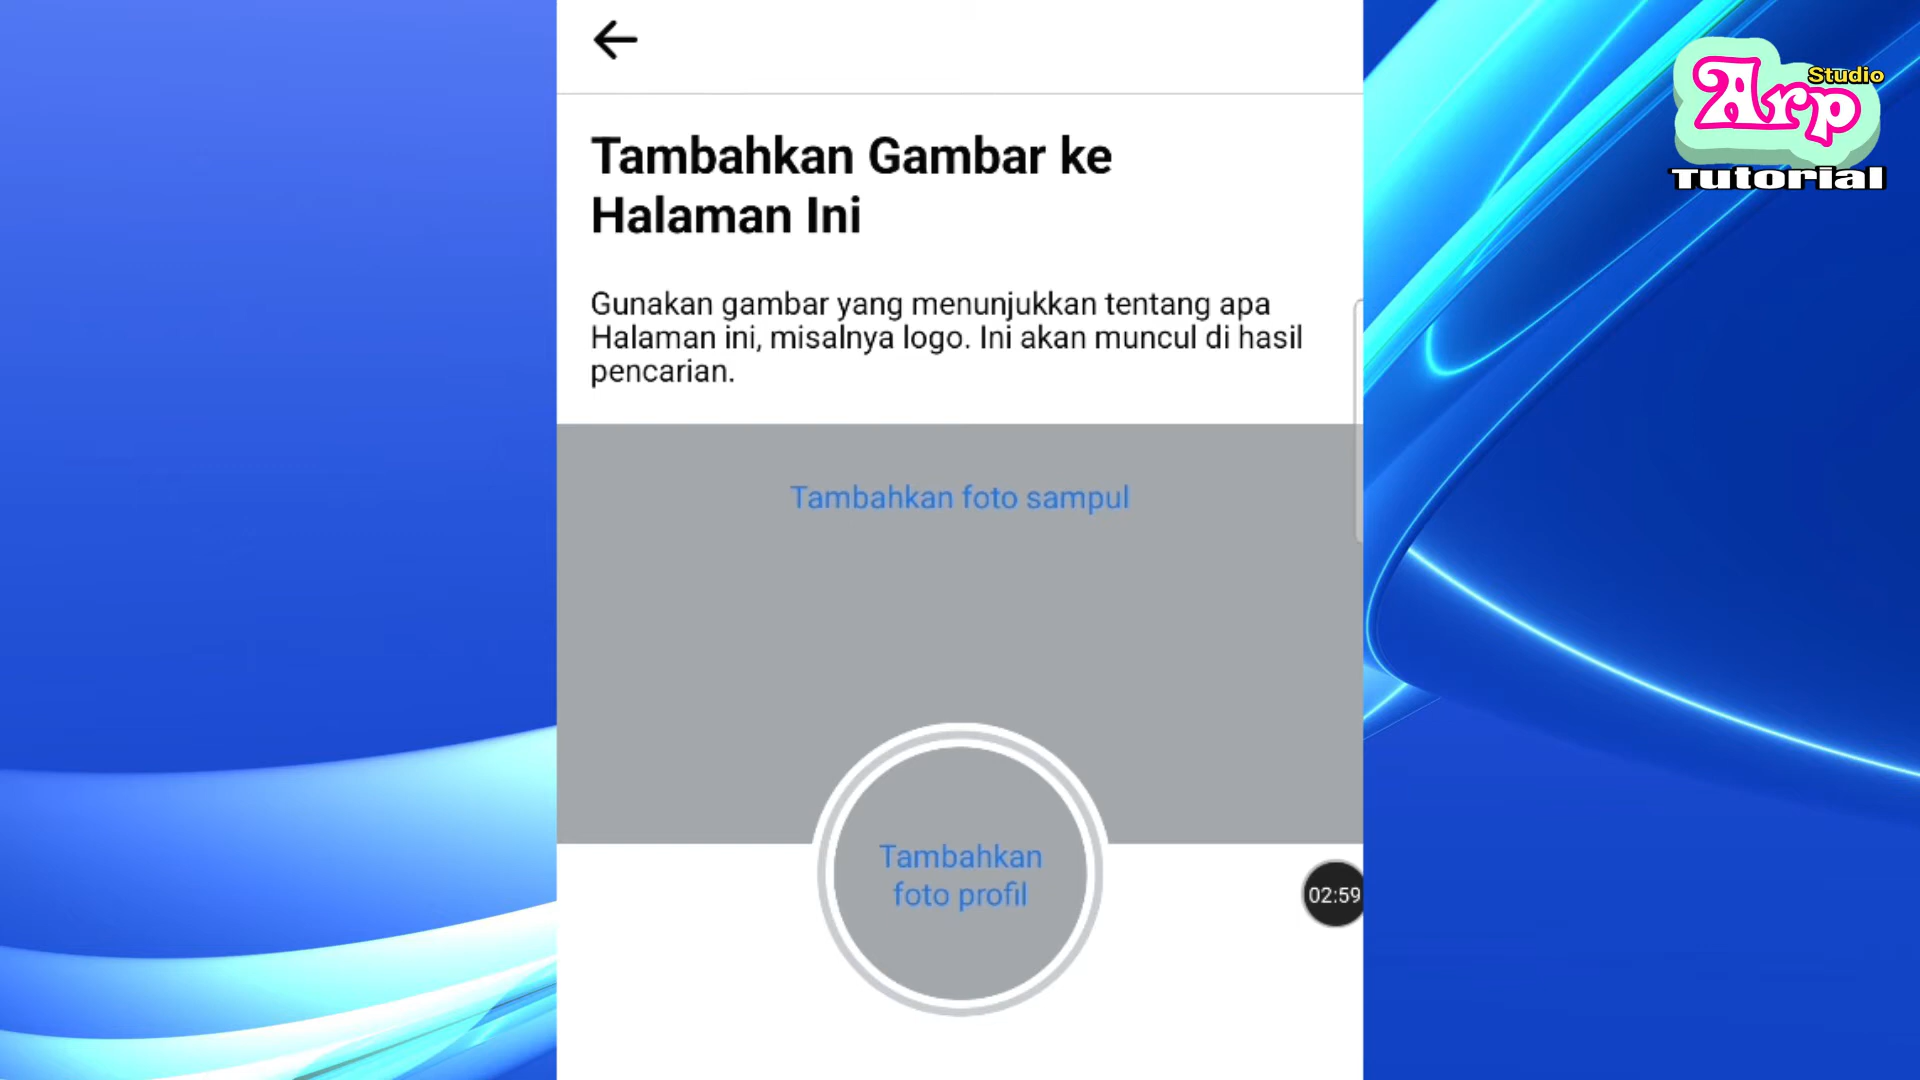 Studio
Arp
Tutorial
Tambahkan Gambar ke
Halaman Ini
Gunakan gambar yang menunjukkan tentang apa
Halaman ini, misalnya logo. Ini akan muncul di hasil
pencarian.
Tambahkan foto sampul
Tambahkan
foto profil
02:59